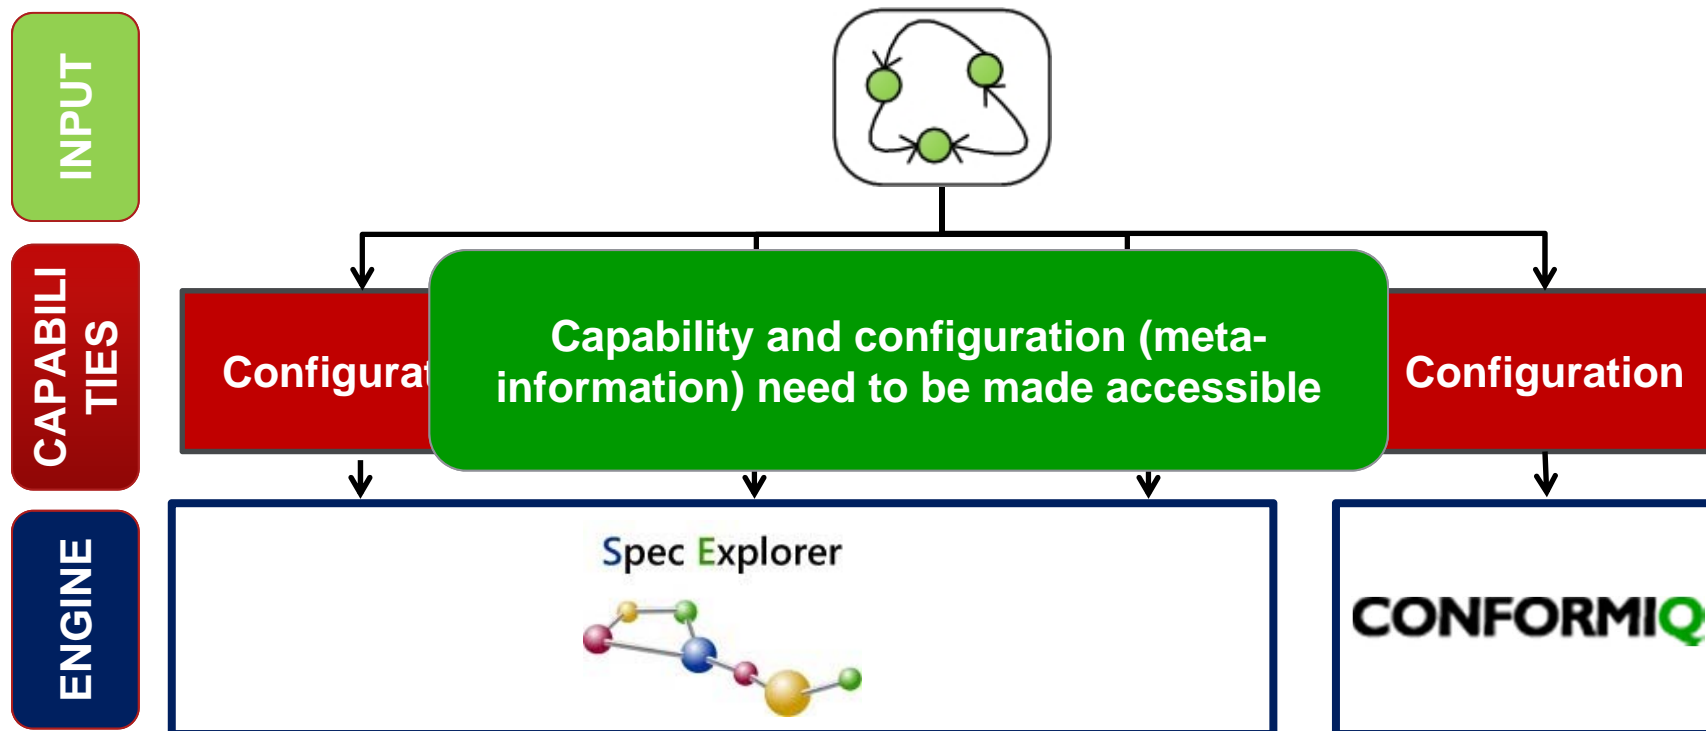 INPUT
CAPABILI
TIES
Configurat
Capability and configuration (meta-
information) need to be made accessible
Configuration
ENGINE
Spec Explorer
CONFORMIQ